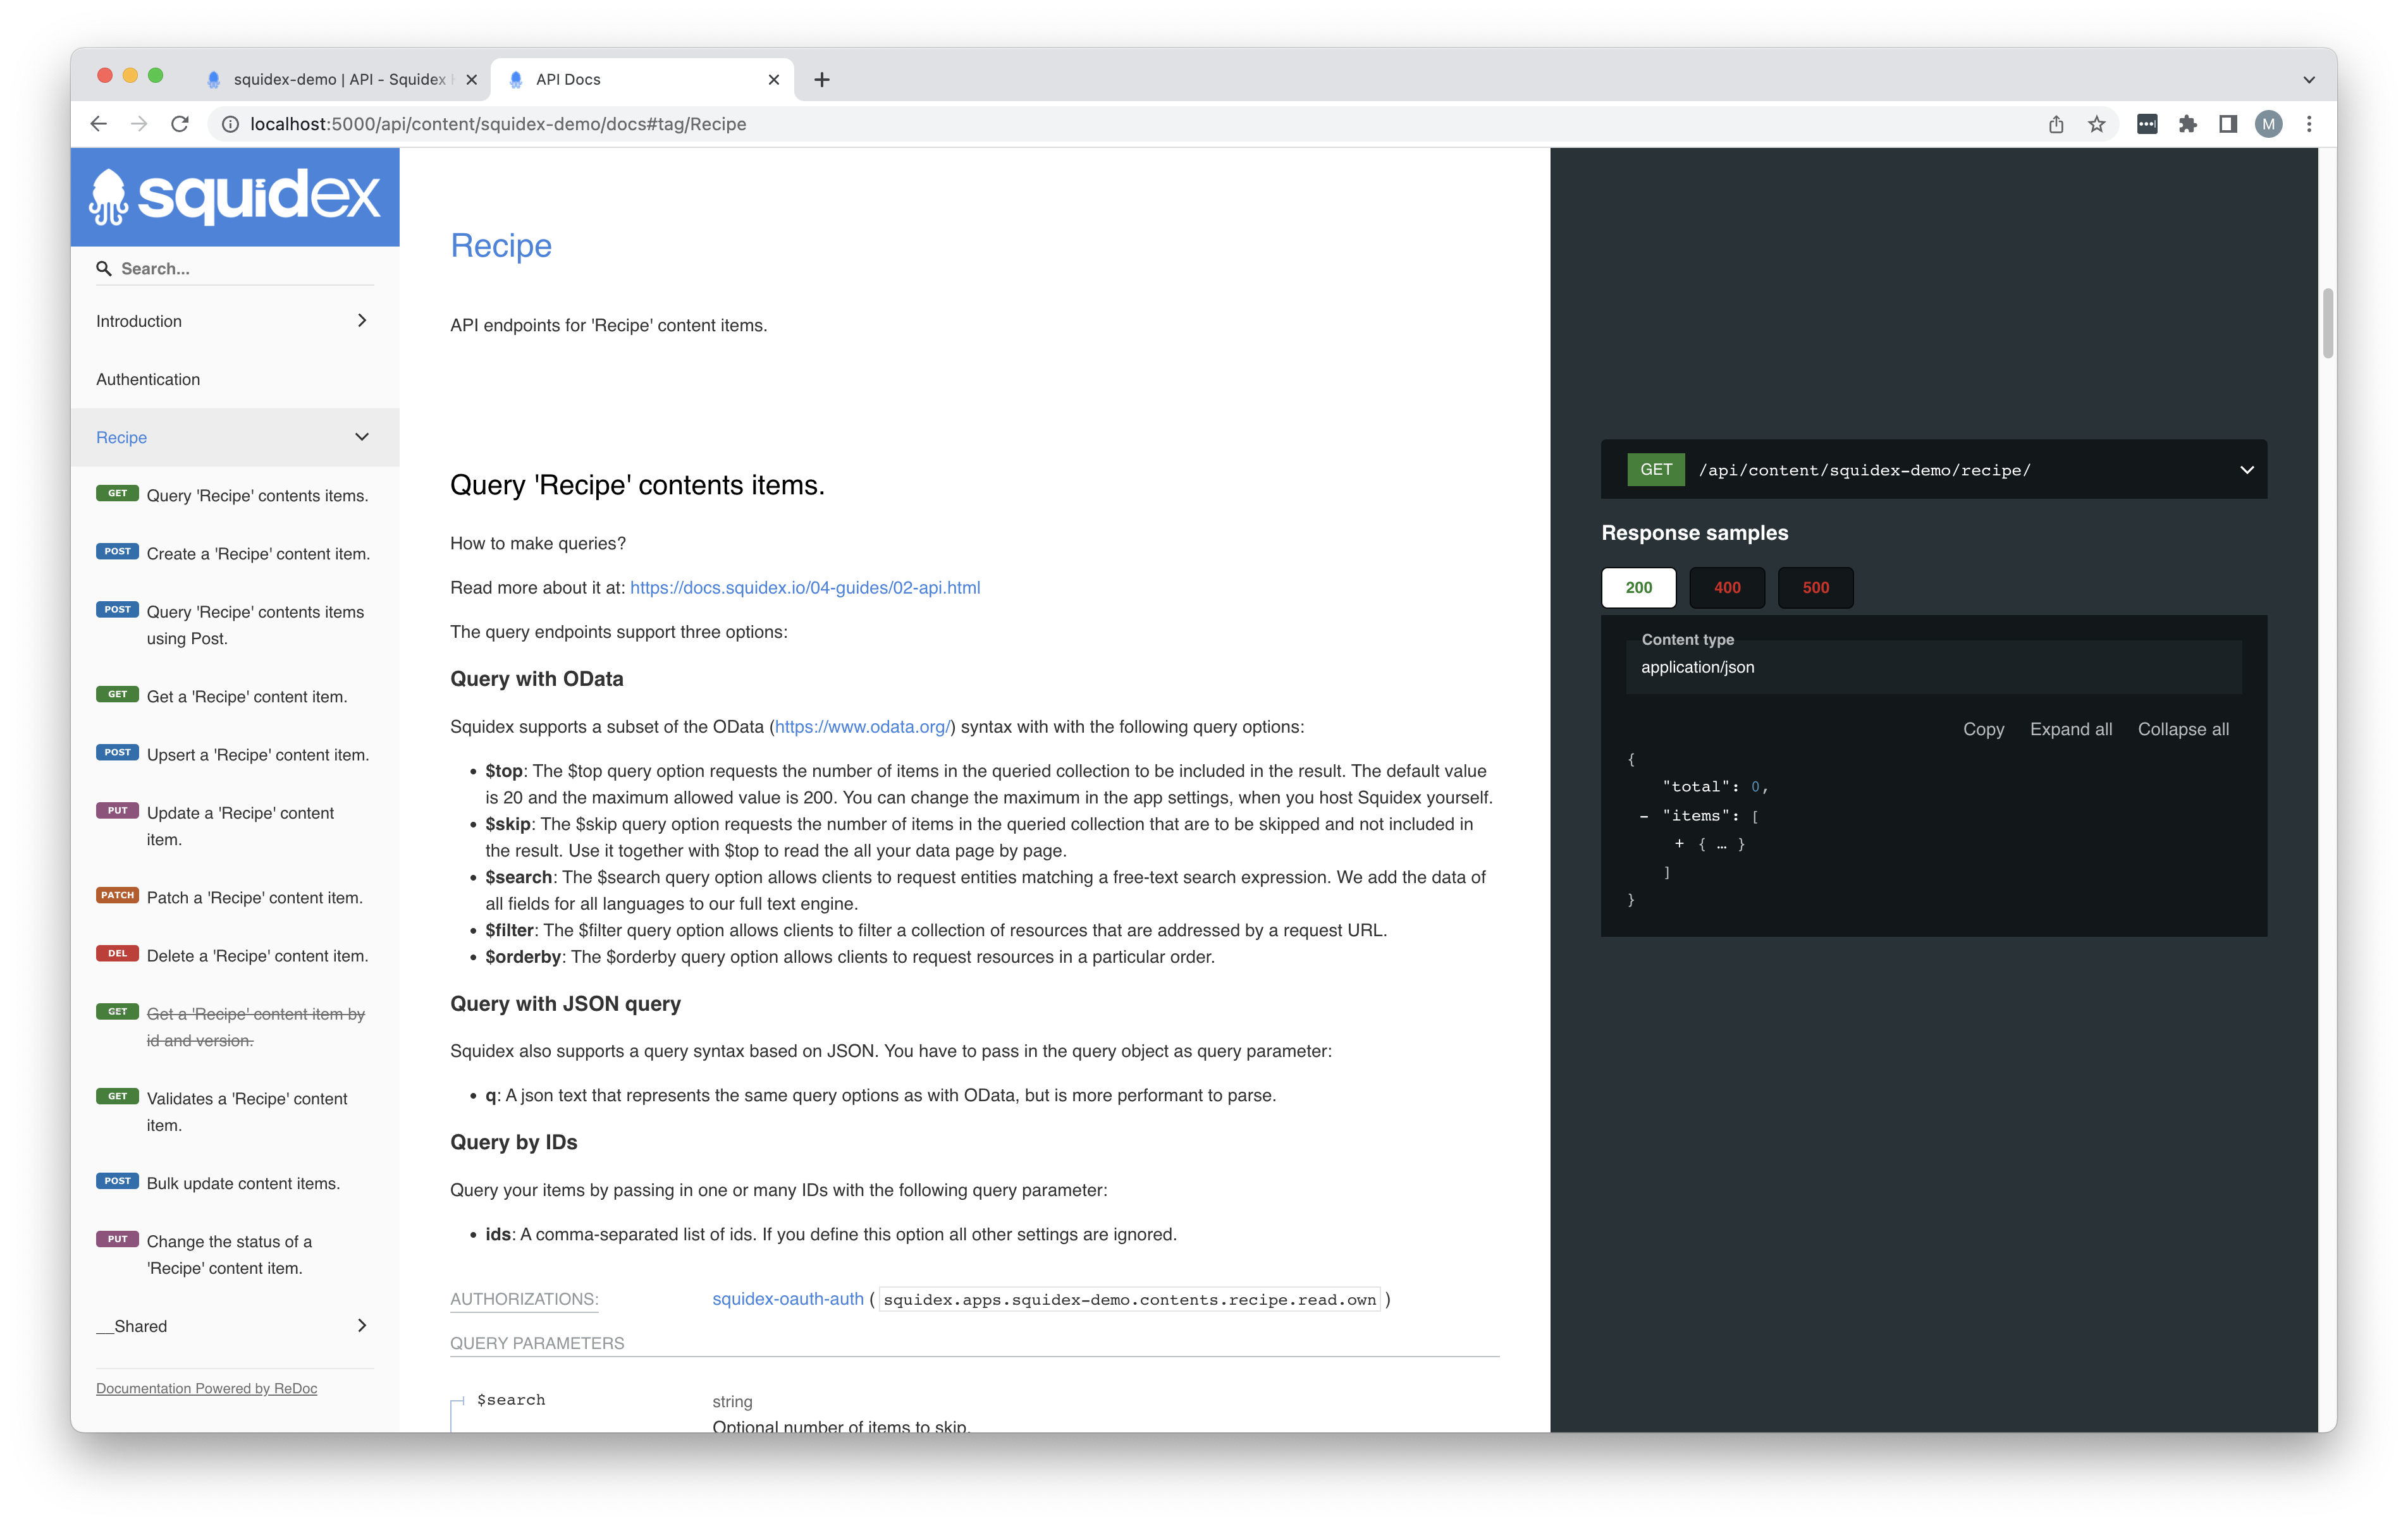 squidex-demo | API - Squidex
API Docs
localhost:5000/api/content/squidex-demo/docs#tag/Recipe
M
squidex
Search...
Introduction
Authentication
Recipe
GET Query 'Recipe' contents items.
POST Create a 'Recipe' content item.
POST Query 'Recipe' contents items
using Post.
GET Get a 'Recipe' content item.
POST Upsert a 'Recipe' content item.
PUT Update a 'Recipe' content
item.
PATCH Patch a 'Recipe' content item.
DEL Delete a 'Recipe' content item.
GET Get a 'Recipe' content item by
id and version.
GET Validates a 'Recipe' content
item.
POST Bulk update content items.
PUT Change the status of a
'Recipe' content item.
__Shared
Documentation Powered by ReDoc
Recipe
API endpoints for 'Recipe' content items.
Query 'Recipe' contents items.
How to make queries?
Read more about it at: https://docs.squidex.io/04-guides/02-api.html
The query endpoints support three options:
Query with OData
Squidex supports a subset of the OData (https://www.odata.org/) syntax with with the following query options:
• $top: The $top query option requests the number of items in the queried collection to be included in the result. The default value
is 20 and the maximum allowed value is 200. You can change the maximum in the app settings, when you host Squidex yourself.
• $skip: The $skip query option requests the number of items in the queried collection that are to be skipped and not included in
the result. Use it together with $top to read the all your data page by page.
• $search: The $search query option allows clients to request entities matching a free-text search expression. We add the data of
all fields for all languages to our full text engine.
• $filter: The $filter query option allows clients to filter a collection of resources that are addressed by a request URL.
• $orderby: The $orderby query option allows clients to request resources in a particular order.
Query with JSON query
Squidex also supports a query syntax based on JSON. You have to pass in the query object as query parameter:
• q: A json text that represents the same query options as with OData, but is more performant to parse.
Query by IDs
Query your items by passing in one or many IDs with the following query parameter:
• ids: A comma-separated list of ids. If you define this option all other settings are ignored.
AUTHORIZATIONS: squidex-oauth-auth ( squidex.apps.squidex-demo.contents.recipe.read.own )
QUERY PARAMETERS
$search string
Optional number of items to skip.
GET /api/content/squidex-demo/recipe/
Response samples
200 400 500
Content type
application/json
Copy Expand all Collapse all
{
"total": 0,
- "items": [
+ { … }
]
}